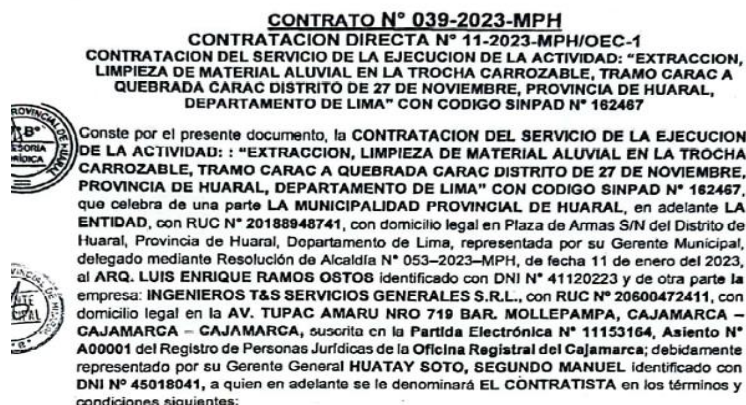 CONTRATO N° 039-2023-MPH
CONTRATACION DIRECTA N° 11-2023-MPH/OEC-1
CONTRATACION DEL SERVICIO DE LA EJECUCION DE LA ACTIVIDAD: "EXTRACCION,
LIMPIEZA DE MATERIAL ALUVIAL EN LA TROCHA CARROZABLE, TRAMO CARAC A
QUEBRADA CARAC DISTRITO DE 27 DE NOVIEMBRE, PROVINCIA DE HUARAL,
DEPARTAMENTO DE LIMA" CON CODIGO SINPAD N° 162467
Conste por el presente documento, la CONTRATACION DEL SERVICIO DE LA EJECUCION
DE LA ACTIVIDAD: : "EXTRACCION, LIMPIEZA DE MATERIAL ALUVIAL EN LA TROCHA
CARROZABLE, TRAMO CARAC A QUEBRADA CARAC DISTRITO DE 27 DE NOVIEMBRE,
PROVINCIA DE HUARAL, DEPARTAMENTO DE LIMA" CON CODIGO SINPAD N° 162467,
que celebra de una parte LA MUNICIPALIDAD PROVINCIAL DE HUARAL, en adelante LA
ENTIDAD, con RUC N° 20188948741, con domicilio legal en Plaza de Armas S/N del Distrito de
Huaral, Provincia de Huaral, Departamento de Lima, representada por su Gerente Municipal,
delegado mediante Resolución de Alcaldía N° 053–2023–MPH, de fecha 11 de enero del 2023,
al ARQ. LUIS ENRIQUE RAMOS OSTOS identificado con DNI N° 41120223 y de otra parte la
empresa: INGENIEROS T&S SERVICIOS GENERALES S.R.L., con RUC N° 20600472411, con
domicilio legal en la AV. TUPAC AMARU NRO 719 BAR. MOLLEPAMPA, CAJAMARCA –
CAJAMARCA – CAJAMARCA, suscrita en la Partida Electrónica N° 11153164, Asiento N°
A00001 del Registro de Personas Jurídicas de la Oficina Registral del Cajamarca; debidamente
representado por su Gerente General HUATAY SOTO, SEGUNDO MANUEL identificado con
DNI Nº 45018041, a quien en adelante se le denominará EL CONTRATISTA en los términos y
condiciones siguientes: